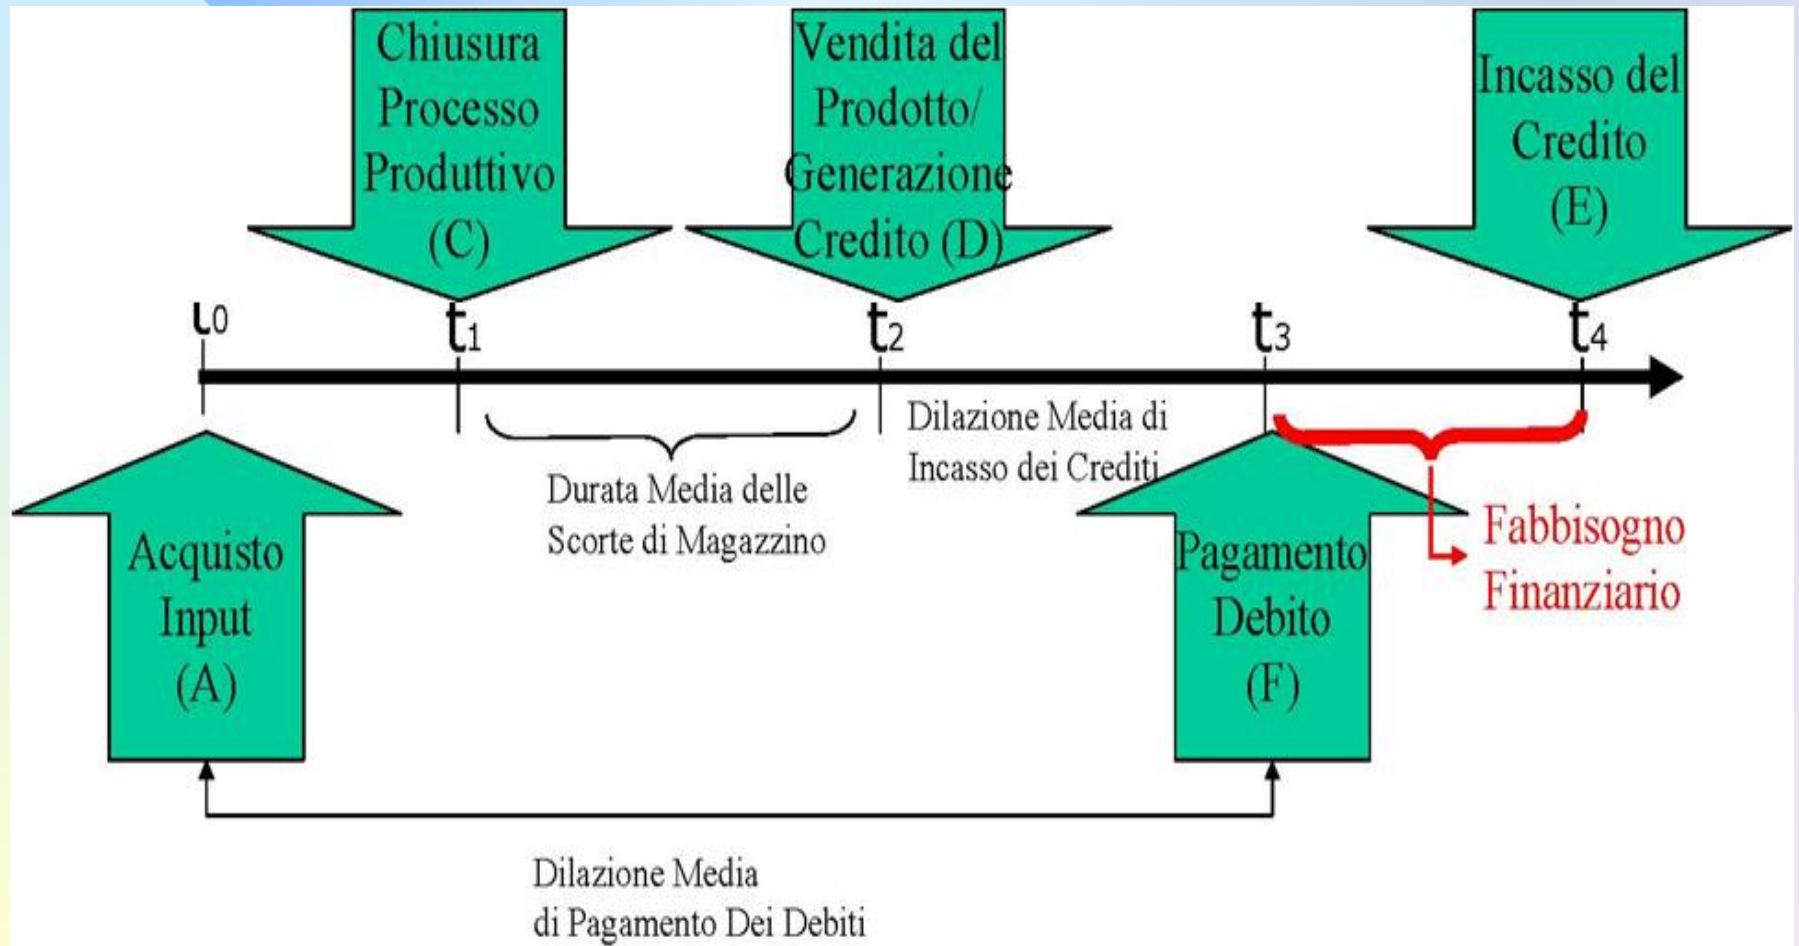 Chiusura
Processo
Produttivo
(C)
Vendita del
Prodotto/
Generazione
Credito (D)
Incasso del
Credito
(E)
t0
t1
t2
t3
t4
Durata Media delle
Scorte di Magazzino
Dilazione Media di
Incasso dei Crediti
Acquisto
Input
(A)
Pagamento
Debito
(F)
Fabbisogno
Finanziario
Dilazione Media
di Pagamento Dei Debiti